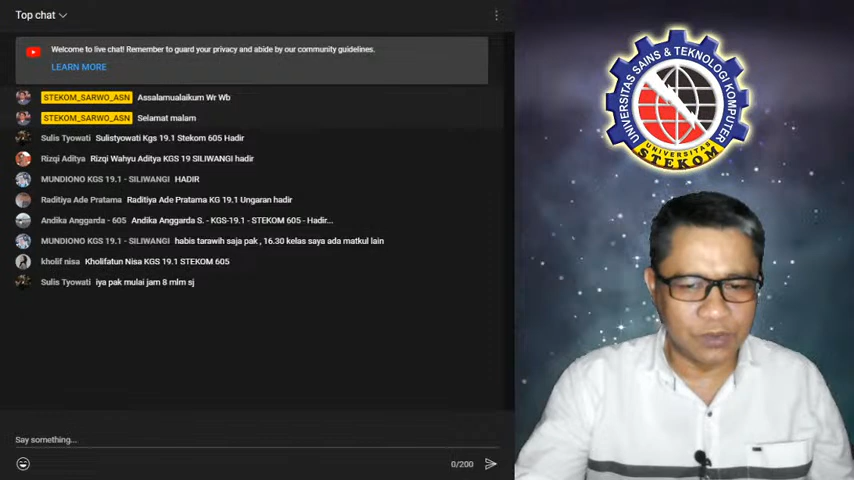 Top chat
Welcome to live chat! Remember to guard your privacy and abide by our community guidelines.
LEARN MORE
STEKOM_SARWO_ASN Assalamualaikum Wr Wb
STEKOM_SARWO_ASN Selamat malam
Sulis Tyowati Sulistyowati Kgs 19.1 Stekom 605 Hadir
Rizqi Aditya Rizqi Wahyu Aditya KGS 19 SILIWANGI hadir
MUNDIONO KGS 19.1 - SILIWANGI HADIR
Raditiya Ade Pratama Raditiya Ade Pratama KG 19.1 Ungaran hadir
Andika Anggarda - 605 Andika Anggarda S. - KGS-19.1 - STEKOM 605 - Hadir...
MUNDIONO KGS 19.1 - SILIWANGI habis tarawih saja pak , 16.30 kelas saya ada matkul lain
kholif nisa Kholifatun Nisa KGS 19.1 STEKOM 605
Sulis Tyowati iya pak mulai jam 8 mlm sj
Say something...
0/200
UNIVERSITAS SAINS & TEKNOLOGI KOMPUTER
UNIVERSITAS
STEKOM